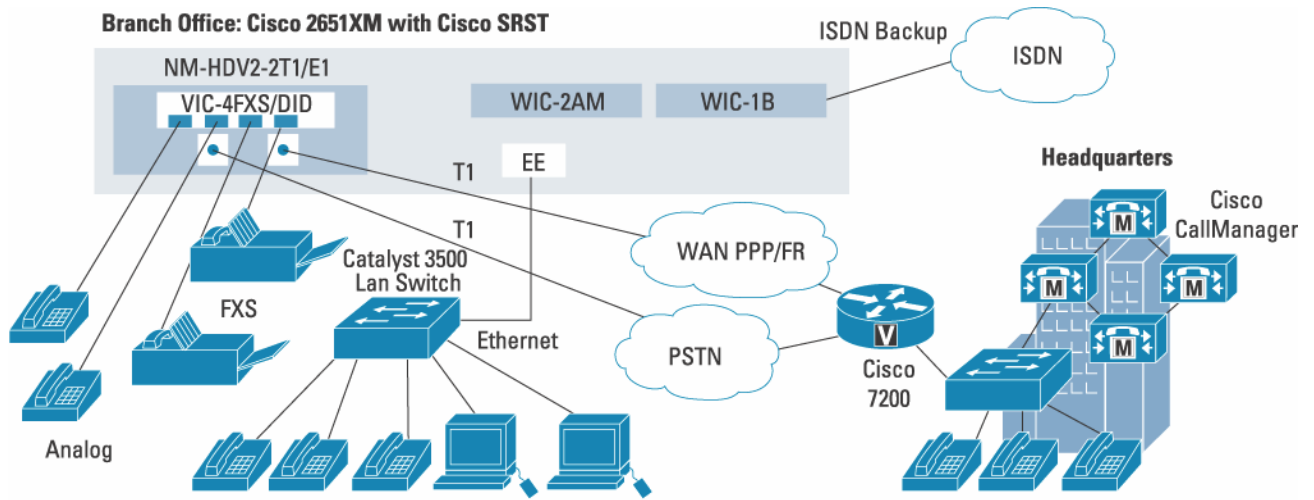 Branch Office: Cisco 2651XM with Cisco SRST
ISDN Backup
ISDN
NM-HDV2-2T1/E1
VIC-4FXS/DID
WIC-2AM
WIC-1B
EE
T1
T1
Headquarters
Cisco
CallManager
M
M
M
M
WAN PPP/FR
Catalyst 3500
Lan Switch
FXS
Ethernet
PSTN
V
Cisco
7200
Analog